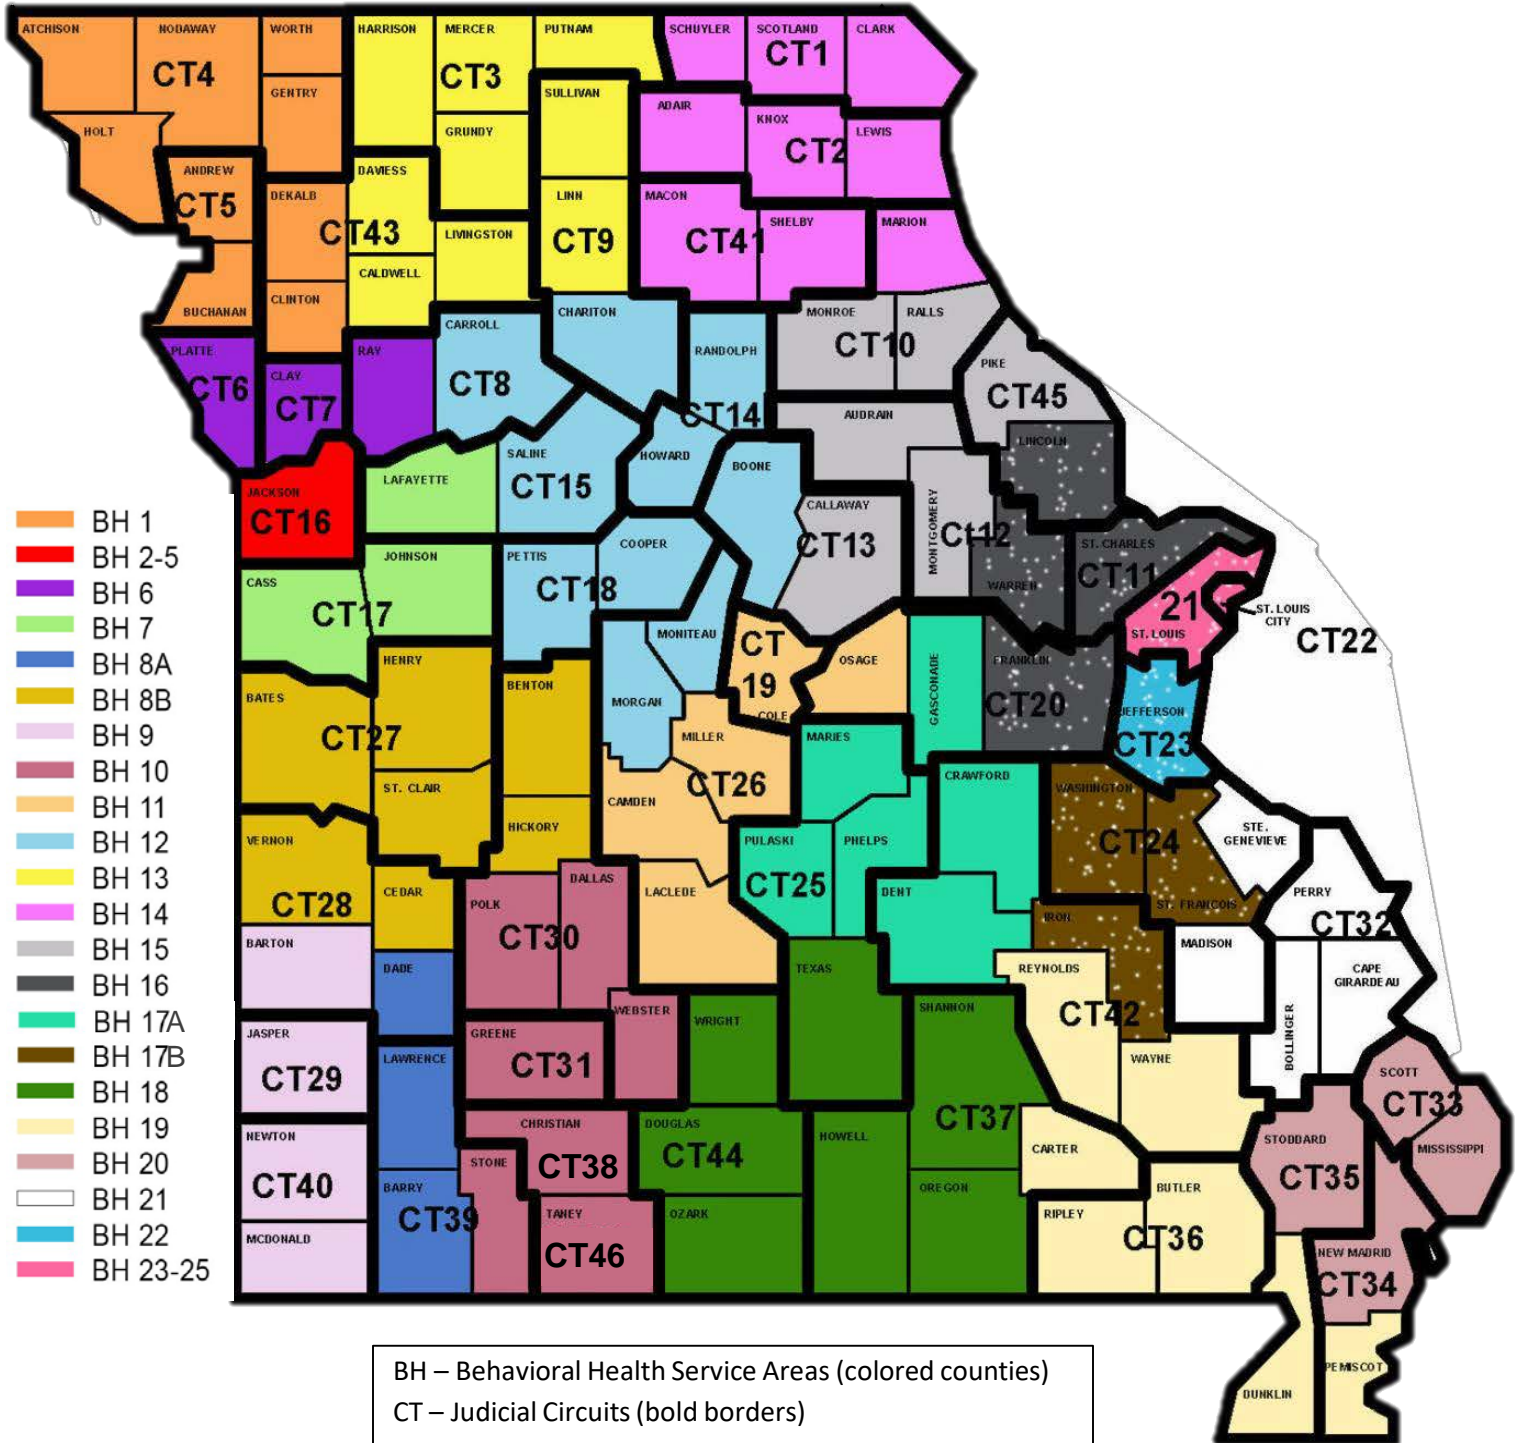 ATCHISON
NODAWAY
WORTH
HARRISON
MERCER
PUTNAM
SCHUYLER
SCOTLAND
CLARK
CT4
CT3
CT1
GENTRY
SULLIVAN
ADAIR
HOLT
GRUNDY
KNOX
LEWIS
CT2
ANDREW
DAVIESS
CT5
DEKALB
LINN
MACON
SHELBY
MARION
CT43
LIVINGSTON
CT9
CT41
CALDWELL
BUCHANAN
CLINTON
CARROLL
CHARITON
MONROE
RALLS
PLATTE
RAY
RANDOLPH
CT10
PIKE
CT6
CLAY
CT8
CT45
CT7
CT14
AUDRAIN
LINCOLN
SALINE
HOWARD
BOONE
LAFAYETTE
JACKSON
CT15
CALLAWAY
MONTGOMERY
CT16
Ct12
CT13
COOPER
JOHNSON
PETTIS
ST. CHARLES
CASS
CT18
WARREN
CT11
CT17
21
ST. LOUIS
CITY
MONITEAU
CT
ST. LOUIS
CT22
HENRY
OSAGE
GASCONADE
FRANKLIN
BATES
BENTON
19
MORGAN
COLE
CT20
JEFFERSON
CT27
MILLER
MARIES
CT23
ST. CLAIR
CT26
CRAWFORD
CAMDEN
WASHINGTON
HICKORY
STE.
GENEVIEVE
VERNON
PULASKI
PHELPS
CT24
CT25
DALLAS
CEDAR
LACLEDE
DENT
PERRY
CT28
POLK
ST. FRANCOIS
CT30
IRON
CT32
BARTON
MADISON
DADE
TEXAS
REYNOLDS
CAPE
GIRARDEAU
WEBSTER
SHANNON
CT42
JASPER
GREENE
WRIGHT
BOLLINGER
LAWRENCE
CT31
WAYNE
CT29
SCOTT
CT33
CHRISTIAN
DOUGLAS
CT37
NEWTON
HOWELL
STODDARD
CARTER
MISSISSIPPI
STONE
CT38
CT44
CT35
CT40
BARRY
OREGON
BUTLER
CT39
TANEY
OZARK
RIPLEY
CT36
MCDONALD
CT46
NEW MADRID
CT34
PEMISCOT
DUNKLIN
BH 1
BH 2-5
BH 6
BH 7
BH 8A
BH 8B
BH 9
BH 10
BH 11
BH 12
BH 13
BH 14
BH 15
BH 16
BH 17A
BH 17B
BH 18
BH 19
BH 20
BH 21
BH 22
BH 23-25
BH – Behavioral Health Service Areas (colored counties)
CT – Judicial Circuits (bold borders)